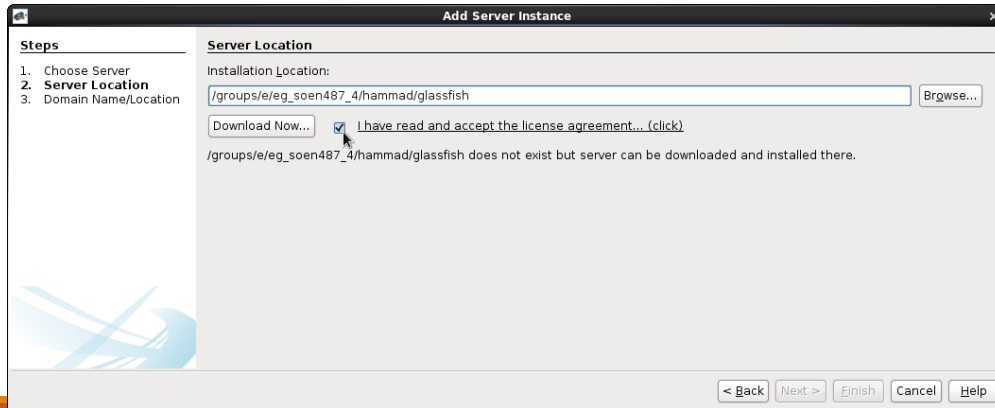 Add Server Instance
Steps
1. Choose Server
2. Server Location
3. Domain Name/Location
Server Location
Installation Location:
/groups/e/eg_soen487_4/hammad/glassfish
Browse...
Download Now...
I have read and accept the license agreement... (click)
/groups/e/eg_soen487_4/hammad/glassfish does not exist but server can be downloaded and installed there.
< Back
Next >
Finish
Cancel
Help